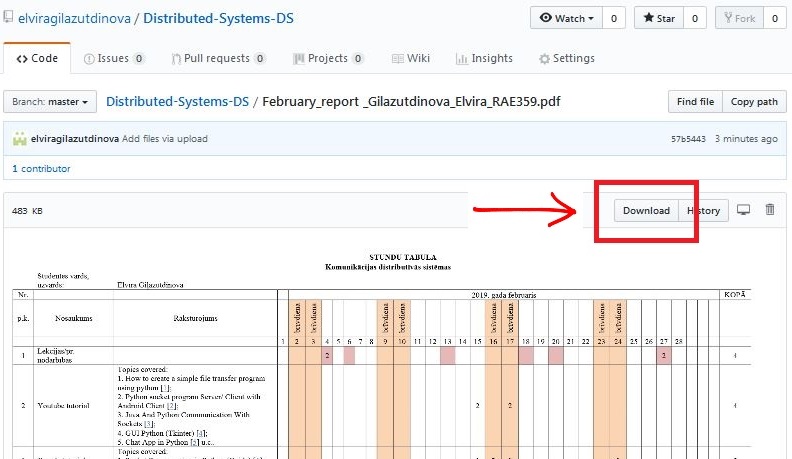 elviragilazutdinova / Distributed-Systems-DS
Watch 0 Star 0 Fork 0
Code Issues 0 Pull requests 0 Projects 0 Wiki Insights Settings
Branch: master Distributed-Systems-DS / February_report _Gilazutdinova_Elvira_RAE359.pdf Find file Copy path
elviragilazutdinova Add files via upload 57b5443 3 minutes ago
1 contributor
483 KB Download History
STUNDU TABULA
Komunikācijas distributīvās sistēmas
Studentes vārds,
uzvārds: Elvira Gilazutdinova
Nr. 2019. gada februaris KOPĀ
p.k. Nosaukums Raksturojums brīvdiena brīvdiena brīvdiena brīvdiena brīvdiena brīvdiena brīvdiena brīvdiena
1 2 3 4 5 6 7 8 9 10 11 12 13 14 15 16 17 18 19 20 21 22 23 24 25 26 27 28
1 Lekcijas/pr. nodarbības 2 2 4
Topics covered:
1. How to create a simple file transfer program
using python [1];
2. Python socket program Server/ Client with
2 Youtube tutorial Android Client [2]; 2 2 4
3. Java And Python Communication With
Sockets [3];
4. GUI Python (Tkinter) [4];
5. Chat App in Python [5] u.c..